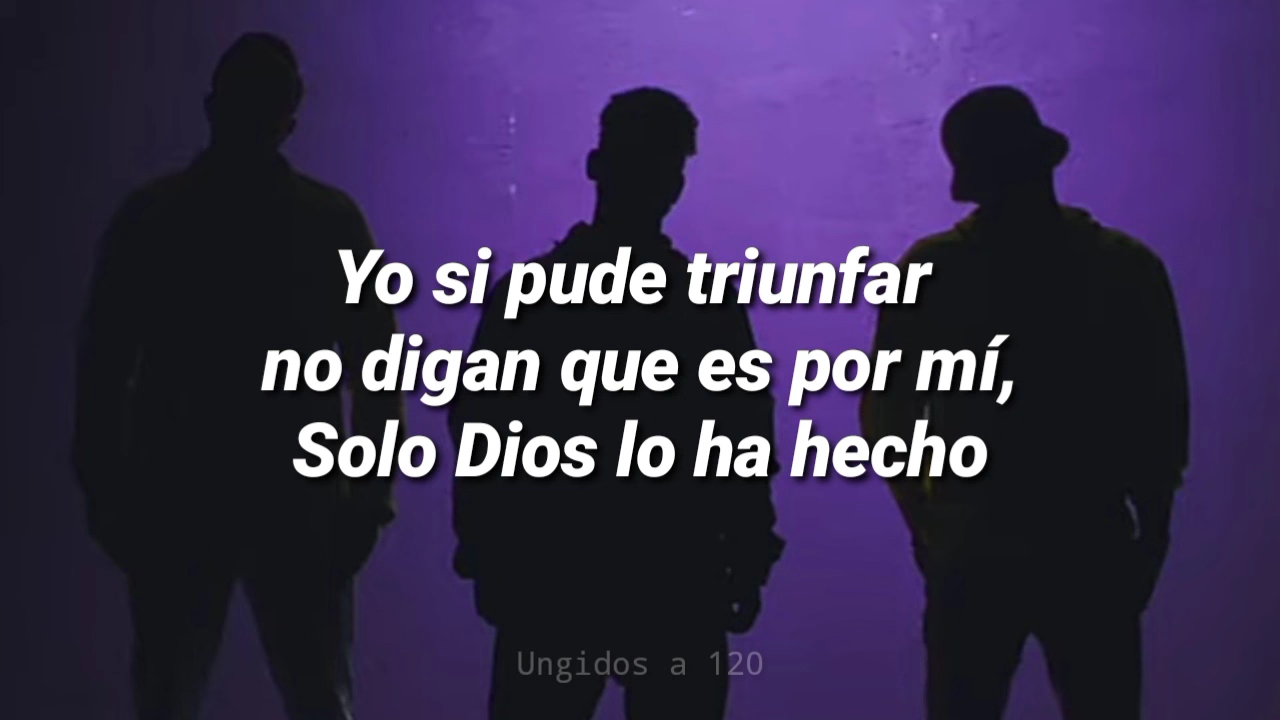 Yo si pude triunfar
no digan que es por mí,
Solo Dios lo ha hecho
Ungidos a 120